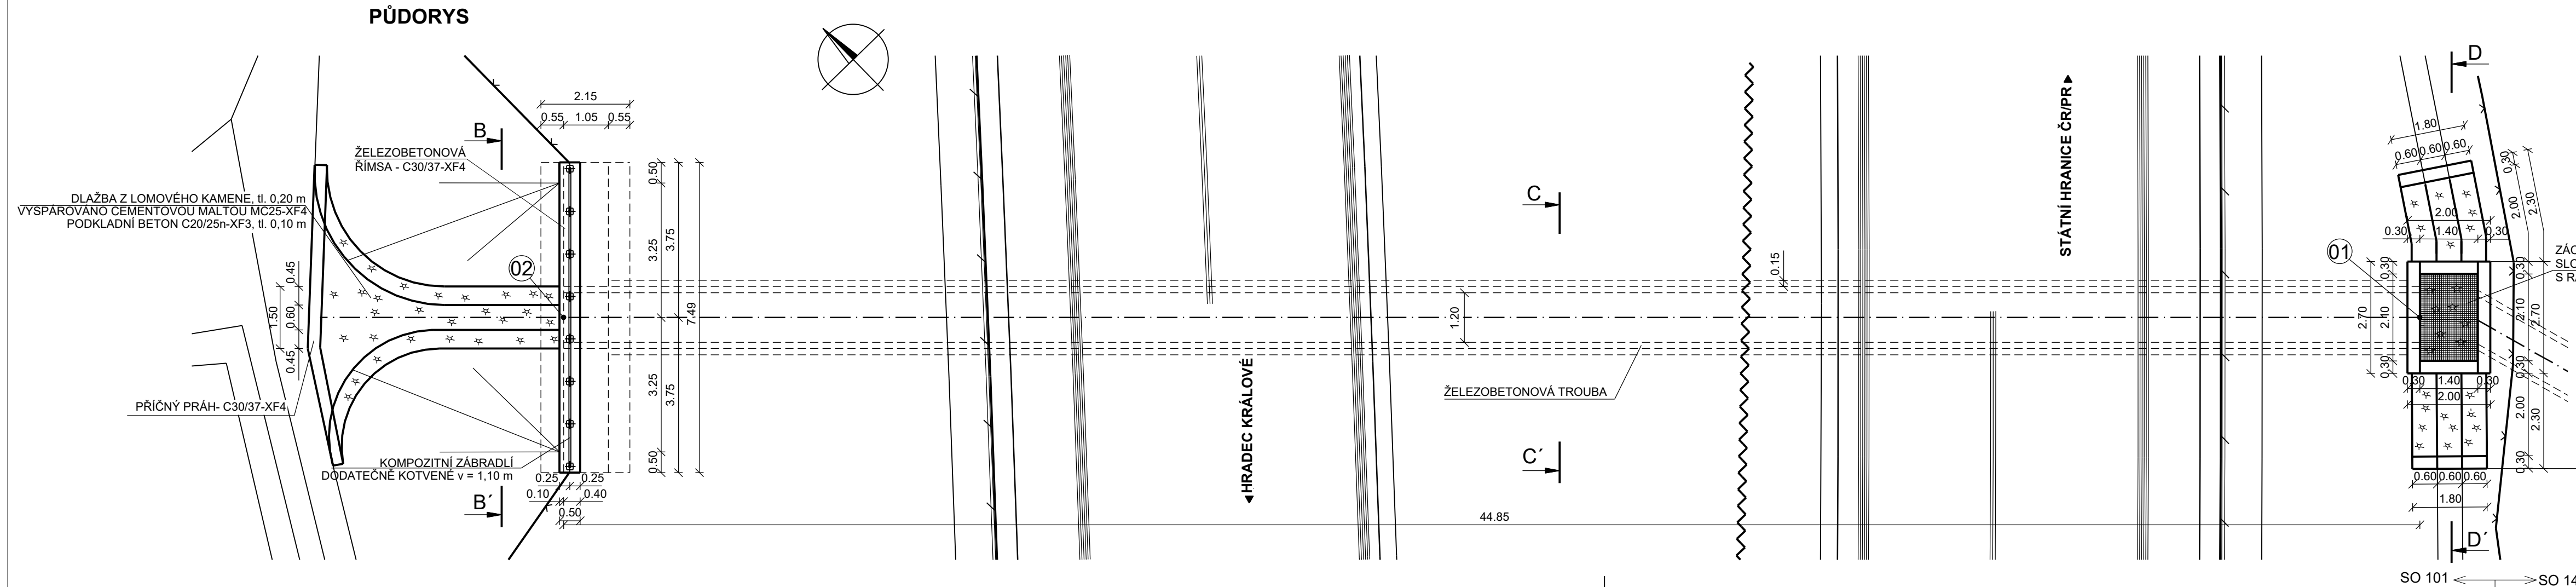 PŮDORYS
B
2.15
0.55 1.05 0.55
ŽELEZOBETONOVÁ
ŘÍMSA - C30/37-XF4
DLAŽBA Z LOMOVÉHO KAMENE, tl. 0,20 m
VYSPÁROVÁNO CEMENTOVOU MALTOU MC25-XF4
PODKLADNÍ BETON C20/25n-XF3, tl. 0,10 m
02
0.45
0.60
0.45
1.50
PŘÍČNÝ PRÁH- C30/37-XF4
KOMPOZITNÍ ZÁBRADLÍ
DODATEČNĚ KOTVENÉ v = 1,10 m
B´
0.25 0.25
0.10 0.40
0.50
0.50
3.25
3.25
0.50
3.75
3.75
7.49
HRADEC KRÁLOVÉ
C
1.20
ŽELEZOBETONOVÁ TROUBA
C´
44.85
0.15
STÁTNÍ HRANICE ČR/PR
D
1.80
0.60 0.60 0.60
0.30
2.00
2.30
2.00
0.30 1.40 0.30
01
ZÁC
SLO
S RA
0.30
2.10
0.30
2.70
0.30
2.10
0.30
2.70
0.30 1.40 0.30
2.00
2.00
0.30
2.30
0.60 0.60 0.60
1.80
D´
SO 101
SO 14